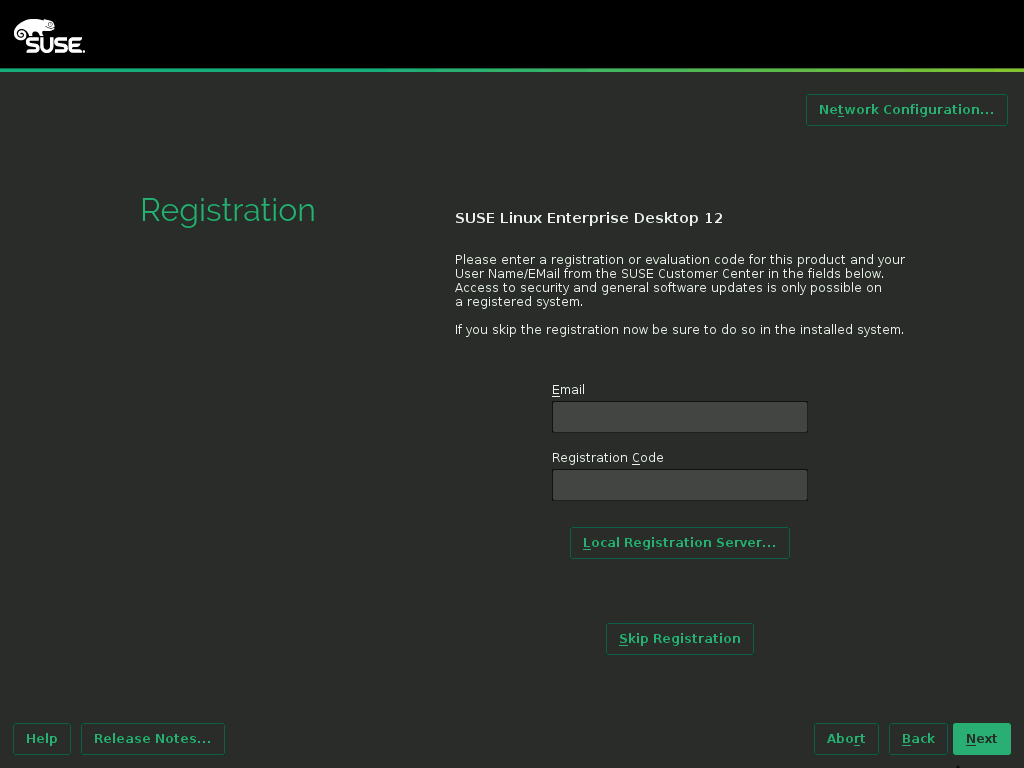 SUSE.
Network Configuration...
Registration
SUSE Linux Enterprise Desktop 12
Please enter a registration or evaluation code for this product and your
User Name/EMail from the SUSE Customer Center in the fields below.
Access to security and general software updates is only possible on
a registered system.
If you skip the registration now be sure to do so in the installed system.
Email
Registration Code
Local Registration Server...
Skip Registration
Help
Release Notes...
Abort
Back
Next